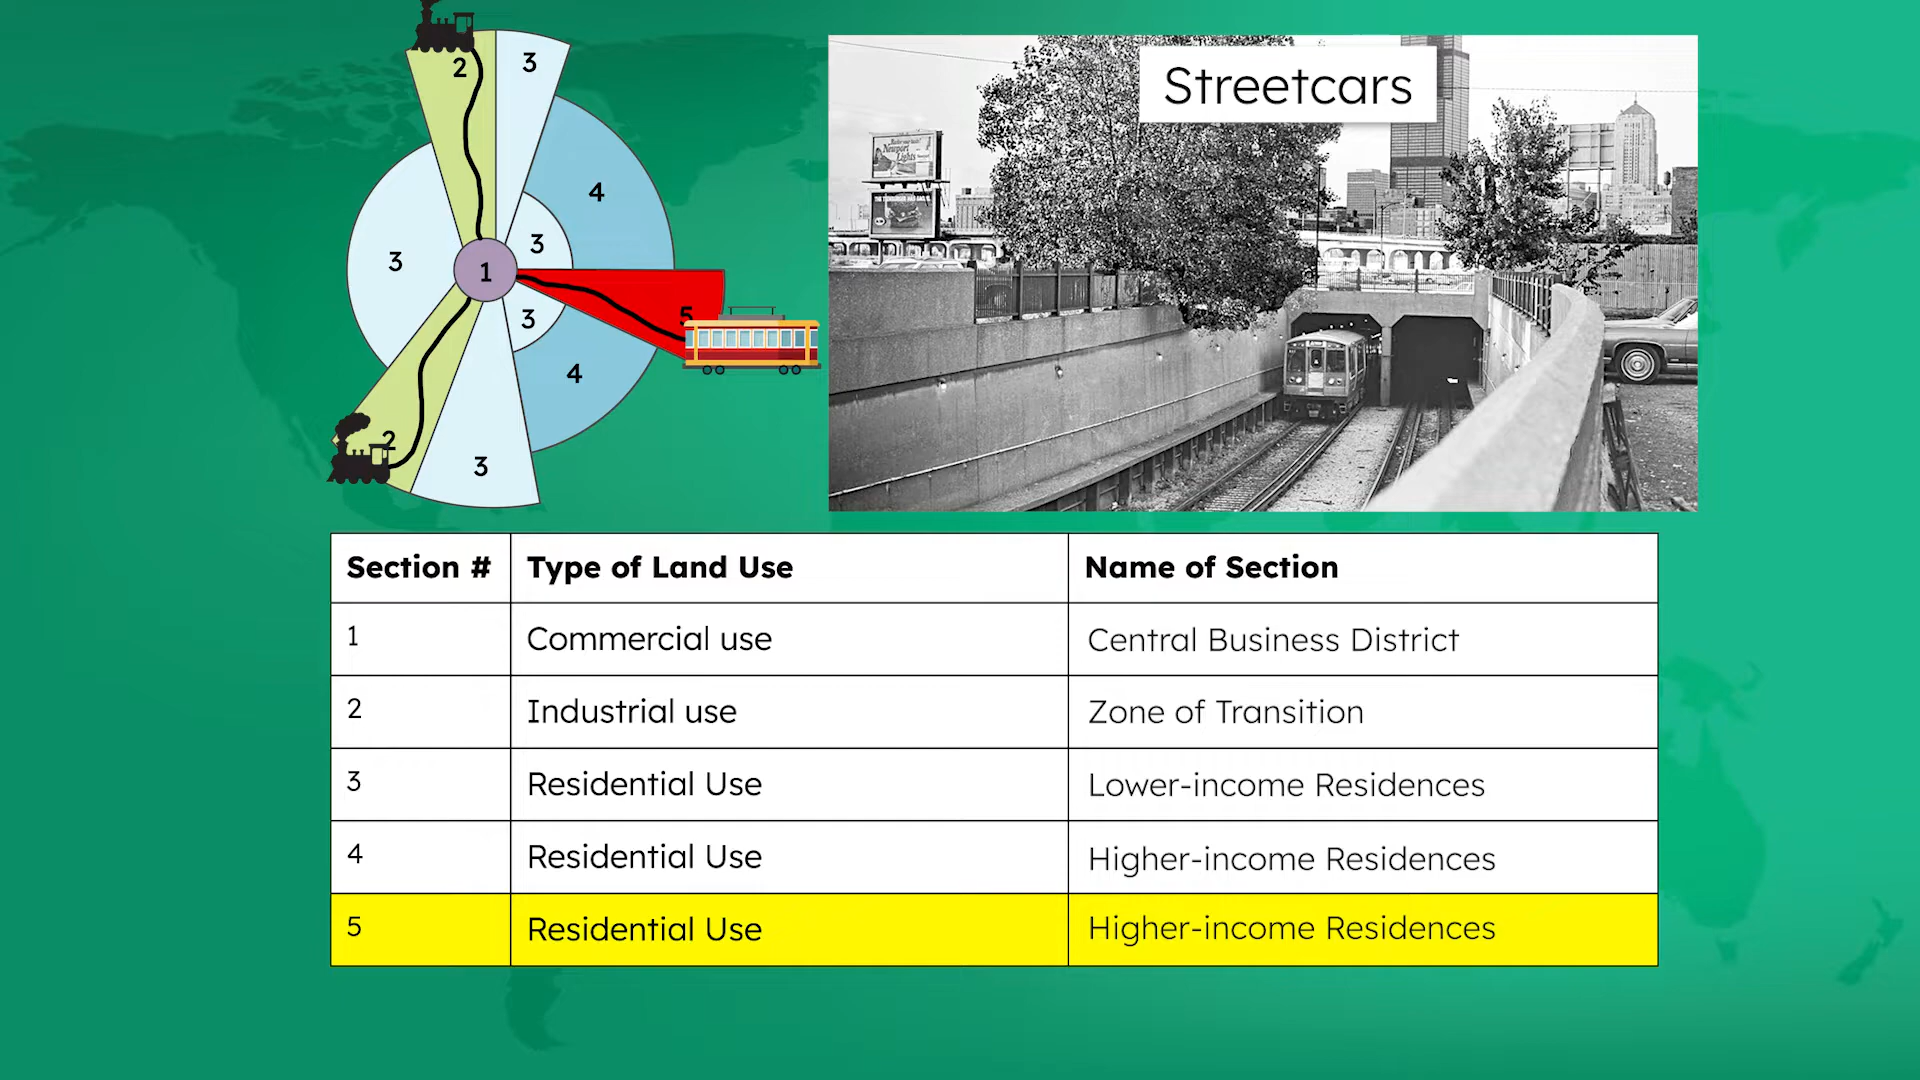 2
3
4
3
3
1
3
5
4
2
3
Streetcars
Newport
Lights
Section # Type of Land Use Name of Section
1 Commercial use Central Business District
2 Industrial use Zone of Transition
3 Residential Use Lower-income Residences
4 Residential Use Higher-income Residences
5 Residential Use Higher-income Residences